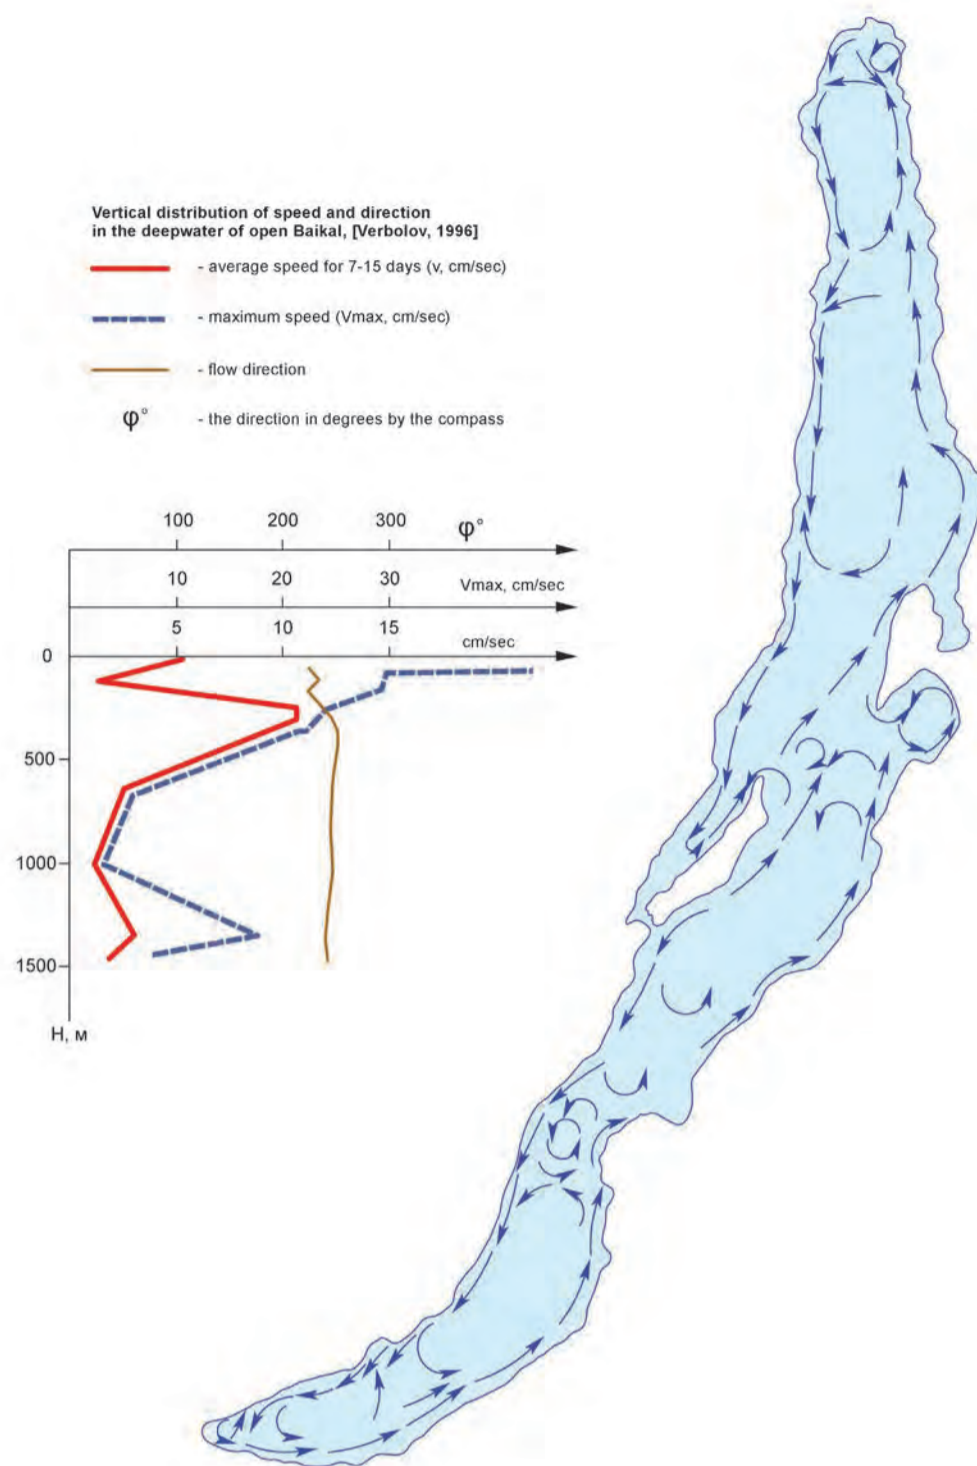 Vertical distribution of speed and direction
in the deepwater of open Baikal, [Verbolov, 1996]
- average speed for 7-15 days (v, cm/sec)
- maximum speed (Vmax, cm/sec)
- flow direction
φ° - the direction in degrees by the compass
100 200 300 φ°
10 20 30 Vmax, cm/sec
5 10 15 cm/sec
0
500
1000
1500
Н, м